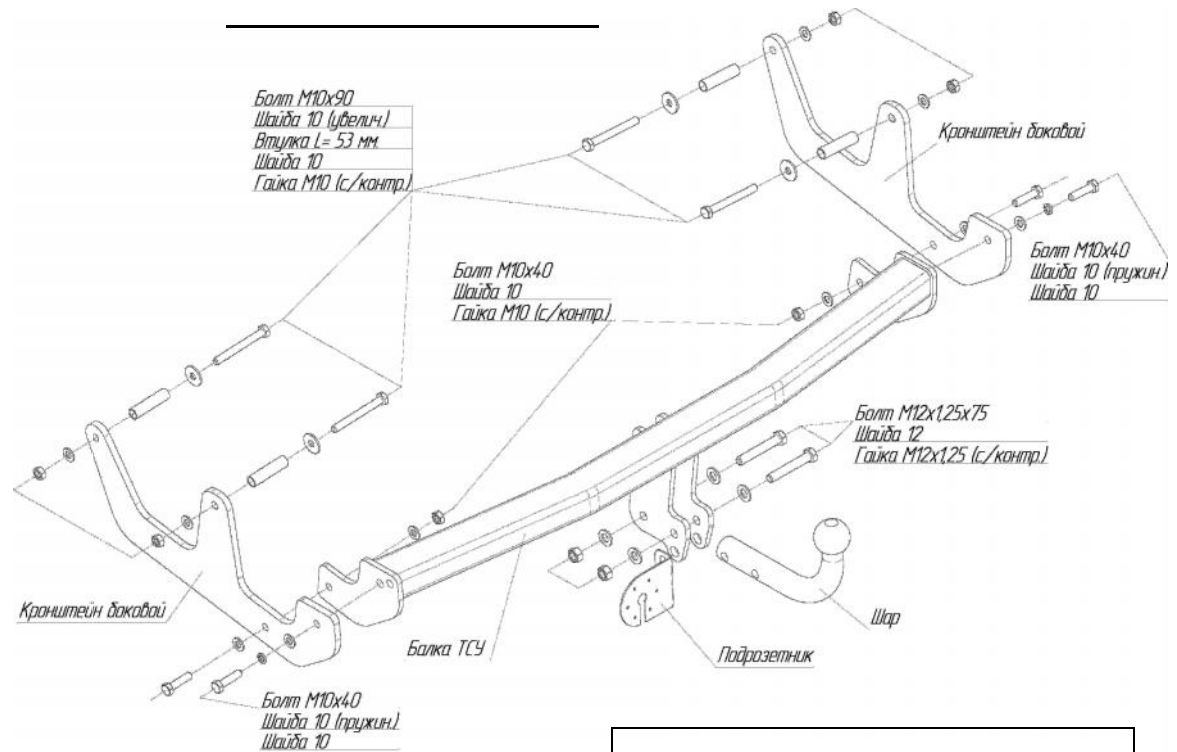 Болт М10х90
Шайба 10 (увелич.)
Втулка L= 53 мм.
Шайба 10
Гайка М10 (с/контр.)
Кронштейн боковой
Болт М10х40
Шайба 10 (пружин.)
Шайба 10
Болт М10х40
Шайба 10
Гайка М10 (с/контр.)
Болт М12х1,25х75
Шайба 12
Гайка М12х1,25 (с/контр.)
Кронштейн боковой
Балка ТСУ
Шар
Подрозетник
Болт М10х40
Шайба 10 (пружин.)
Шайба 10